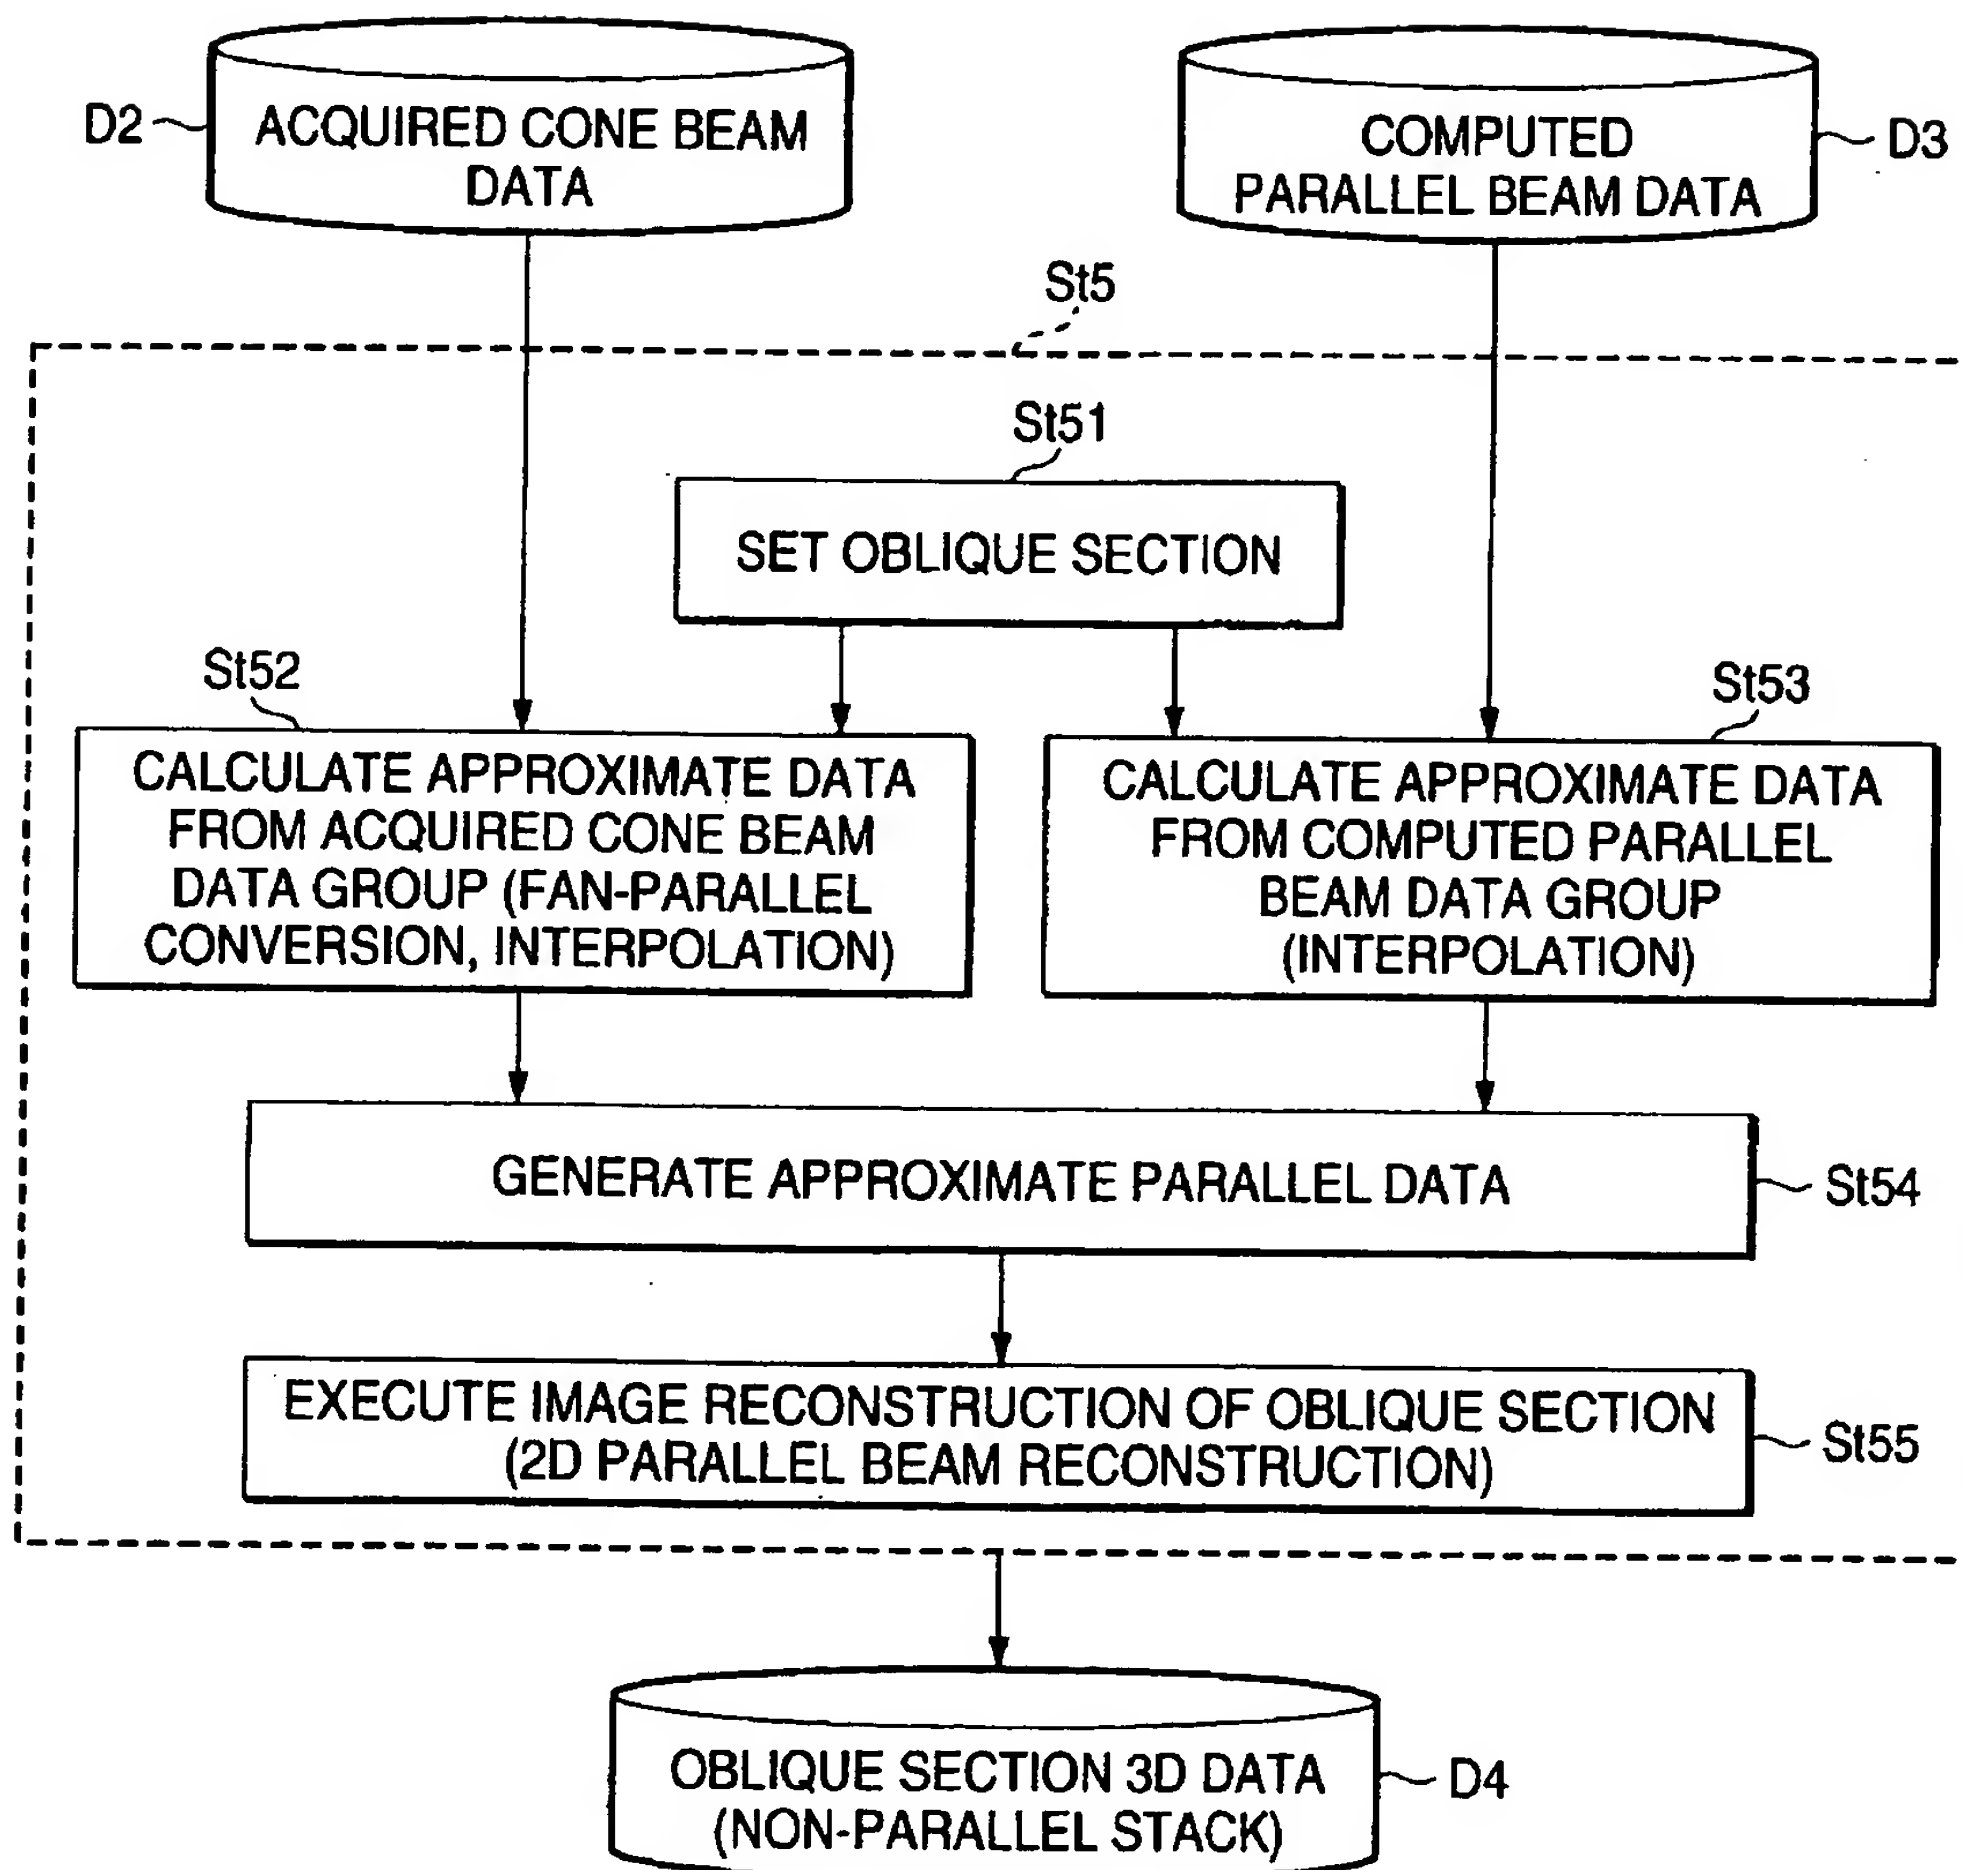 D2
ACQUIRED CONE BEAM
DATA
COMPUTED
PARALLEL BEAM DATA
D3
St5
St51
SET OBLIQUE SECTION
St52
St53
CALCULATE APPROXIMATE DATA
FROM ACQUIRED CONE BEAM
DATA GROUP (FAN-PARALLEL
CONVERSION, INTERPOLATION)
CALCULATE APPROXIMATE DATA
FROM COMPUTED PARALLEL
BEAM DATA GROUP
(INTERPOLATION)
GENERATE APPROXIMATE PARALLEL DATA
St54
EXECUTE IMAGE RECONSTRUCTION OF OBLIQUE SECTION
(2D PARALLEL BEAM RECONSTRUCTION)
St55
OBLIQUE SECTION 3D DATA
(NON-PARALLEL STACK)
D4